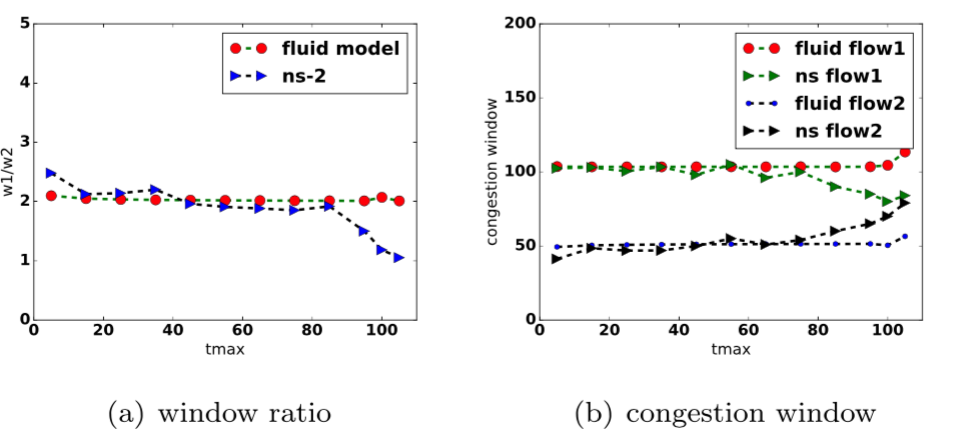 5
4
3
2
1
0
w1/w2
fluid model
ns-2
0 20 40 60 80 100
tmax
(a) window ratio
200
150
100
50
0
congestion window
fluid flow1
ns flow1
fluid flow2
ns flow2
0 20 40 60 80 100
tmax
(b) congestion window